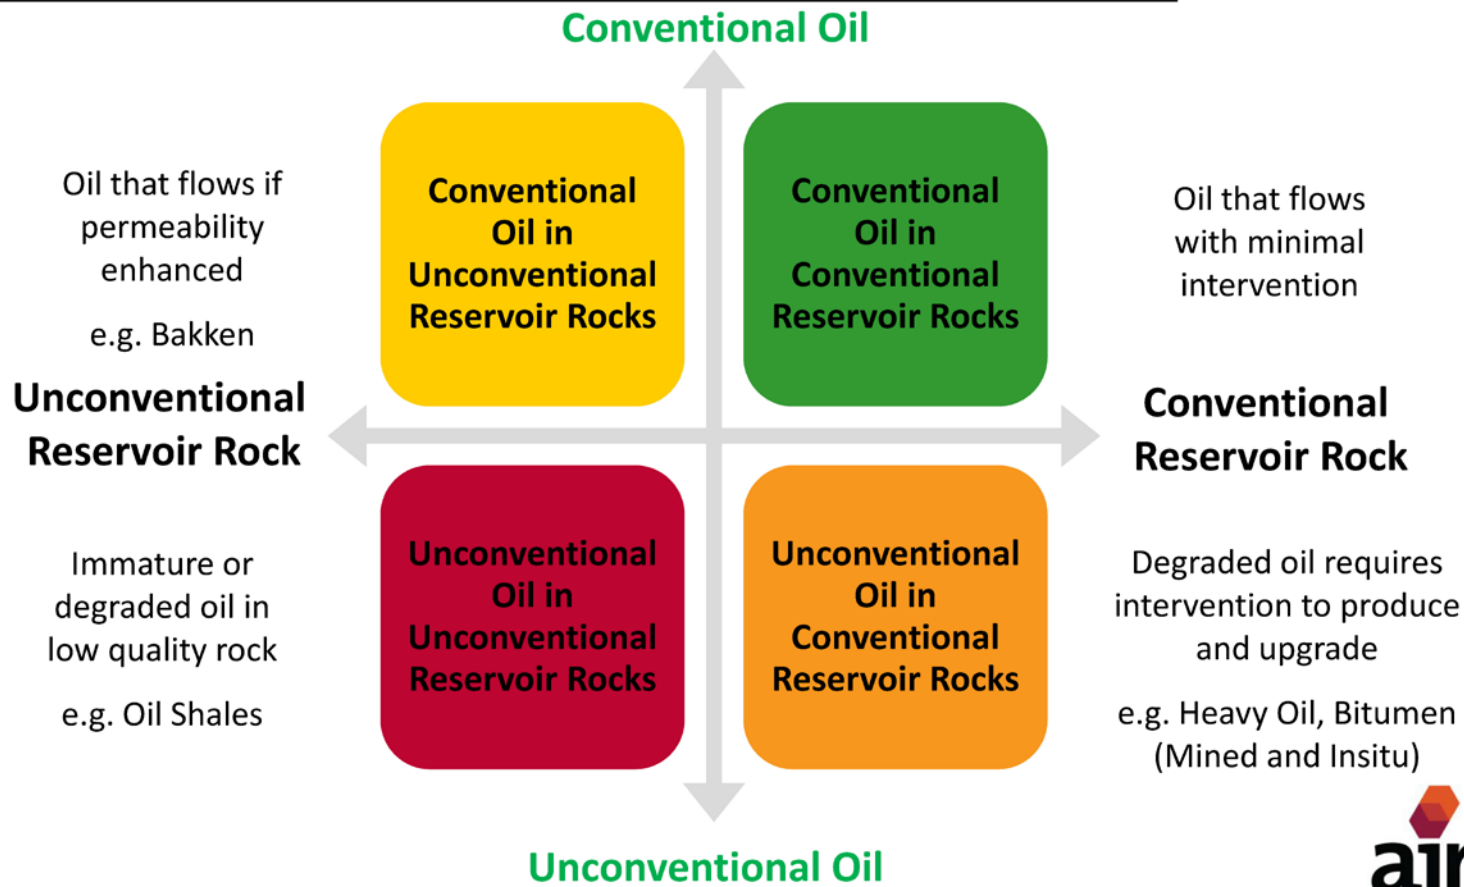 Conventional Oil
Oil that flows if
permeability
enhanced
e.g. Bakken
Conventional
Oil in
Unconventional
Reservoir Rocks
Conventional
Oil in
Conventional
Reservoir Rocks
Oil that flows
with minimal
intervention
Unconventional
Reservoir Rock
Conventional
Reservoir Rock
Immature or
degraded oil in
low quality rock
e.g. Oil Shales
Unconventional
Oil in
Unconventional
Reservoir Rocks
Unconventional
Oil in
Conventional
Reservoir Rocks
Degraded oil requires
intervention to produce
and upgrade
e.g. Heavy Oil, Bitumen
(Mined and Insitu)
Unconventional Oil